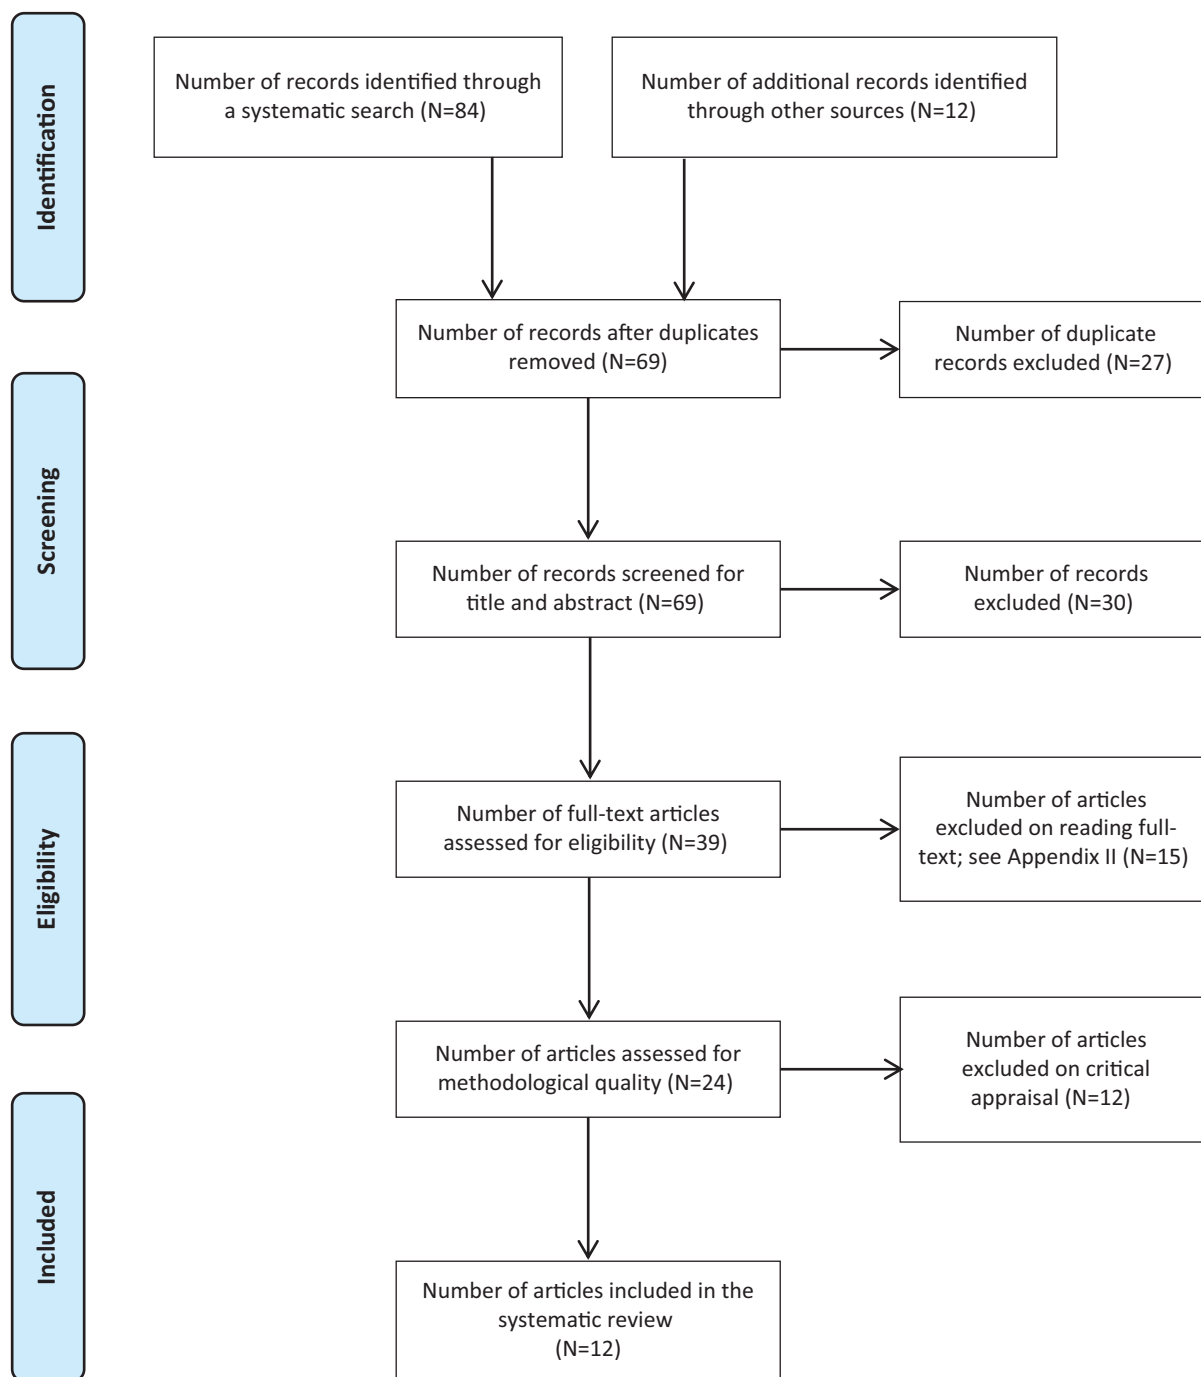 Identification
Number of records identified through
a systematic search (N=84)
Number of additional records identified
through other sources (N=12)
Number of records after duplicates
removed (N=69)
Number of duplicate
records excluded (N=27)
Screening
Number of records screened for
title and abstract (N=69)
Number of records
excluded (N=30)
Eligibility
Number of full-text articles
assessed for eligibility (N=39)
Number of articles
excluded on reading full-
text; see Appendix II (N=15)
Number of articles assessed for
methodological quality (N=24)
Number of articles
excluded on critical
appraisal (N=12)
Included
Number of articles included in the
systematic review
(N=12)